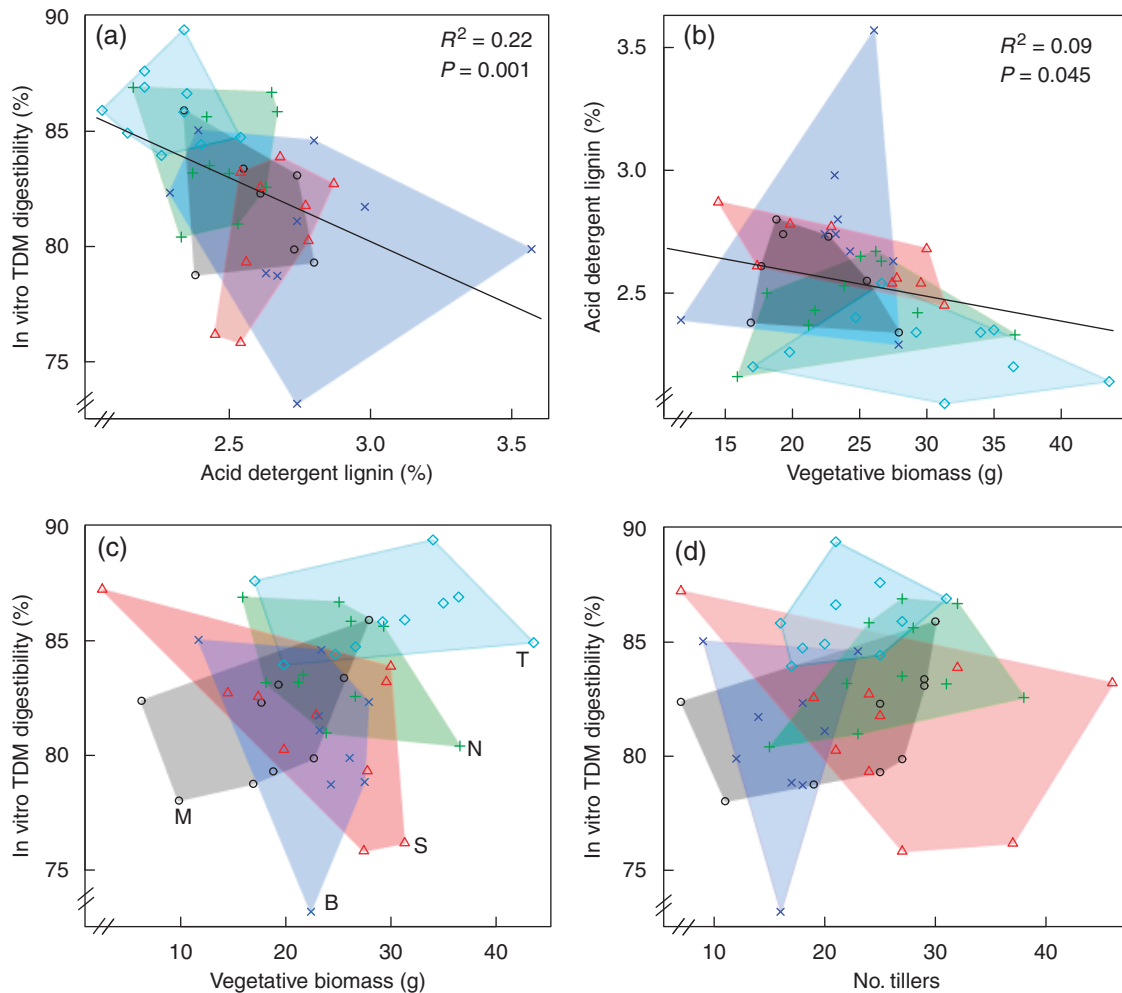 (a)
R² = 0.22
P = 0.001
90
85
80
75
In vitro TDM digestibility (%)
2.5
3.0
3.5
Acid detergent lignin (%)
(b)
R² = 0.09
P = 0.045
3.5
3.0
2.5
Acid detergent lignin (%)
15
20
25
30
35
40
Vegetative biomass (g)
(c)
90
85
80
75
In vitro TDM digestibility (%)
T
N
M
S
B
10
20
30
40
Vegetative biomass (g)
(d)
90
85
80
75
In vitro TDM digestibility (%)
10
20
30
40
No. tillers